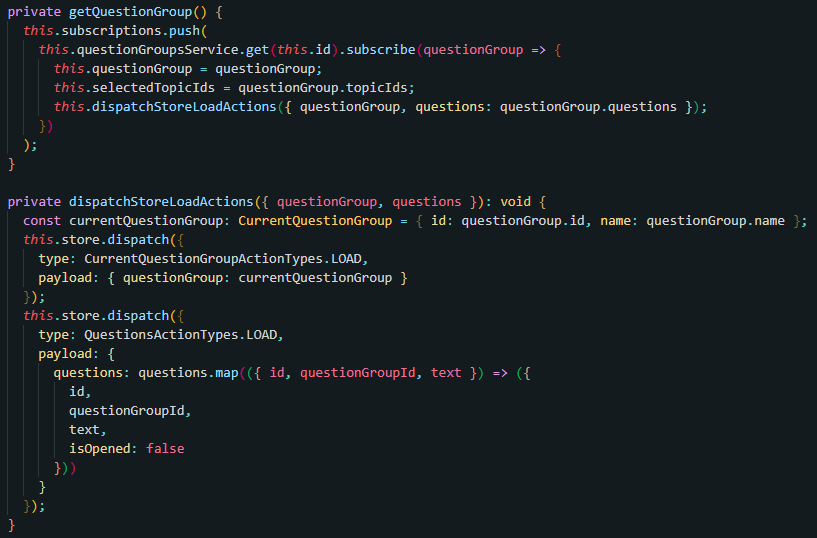 private getQuestionGroup() {
  this.subscriptions.push(
    this.questionGroupsService.get(this.id).subscribe(questionGroup => {
      this.questionGroup = questionGroup;
      this.selectedTopicIds = questionGroup.topicIds;
      this.dispatchStoreLoadActions({ questionGroup, questions: questionGroup.questions });
    })
  );
}

private dispatchStoreLoadActions({ questionGroup, questions }): void {
  const currentQuestionGroup: CurrentQuestionGroup = { id: questionGroup.id, name: questionGroup.name };
  this.store.dispatch({
    type: CurrentQuestionGroupActionTypes.LOAD,
    payload: { questionGroup: currentQuestionGroup }
  });
  this.store.dispatch({
    type: QuestionsActionTypes.LOAD,
    payload: {
      questions: questions.map(({ id, questionGroupId, text }) => ({
        id,
        questionGroupId,
        text,
        isOpened: false
      }))
    }
  });
}